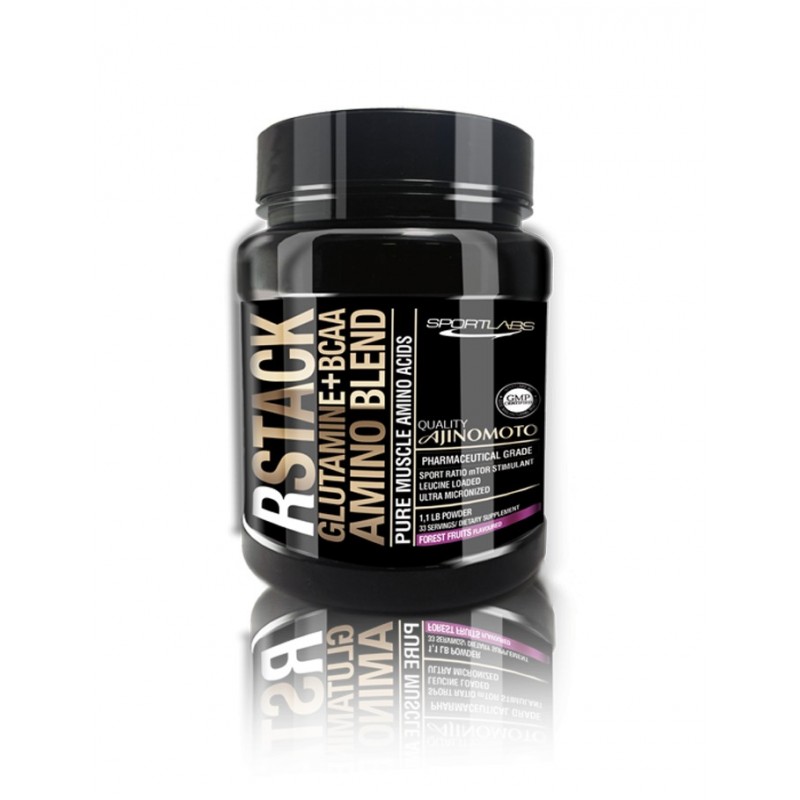 RSTACK
GLUTAMINE+BCAA
AMINO BLEND
PURE MUSCLE AMINO ACIDS
SPORTLABS
GMP
QUALITY
AJINOMOTO
PHARMACEUTICAL GRADE
SPORT RATIO mTOR STIMULANT
LEUCINE LOADED
ULTRA MICRONIZED
1,1 LB POWDER
33 SERVINGS/ DIETARY SUPPLEMENT
FOREST FRUITS FLAVOURED